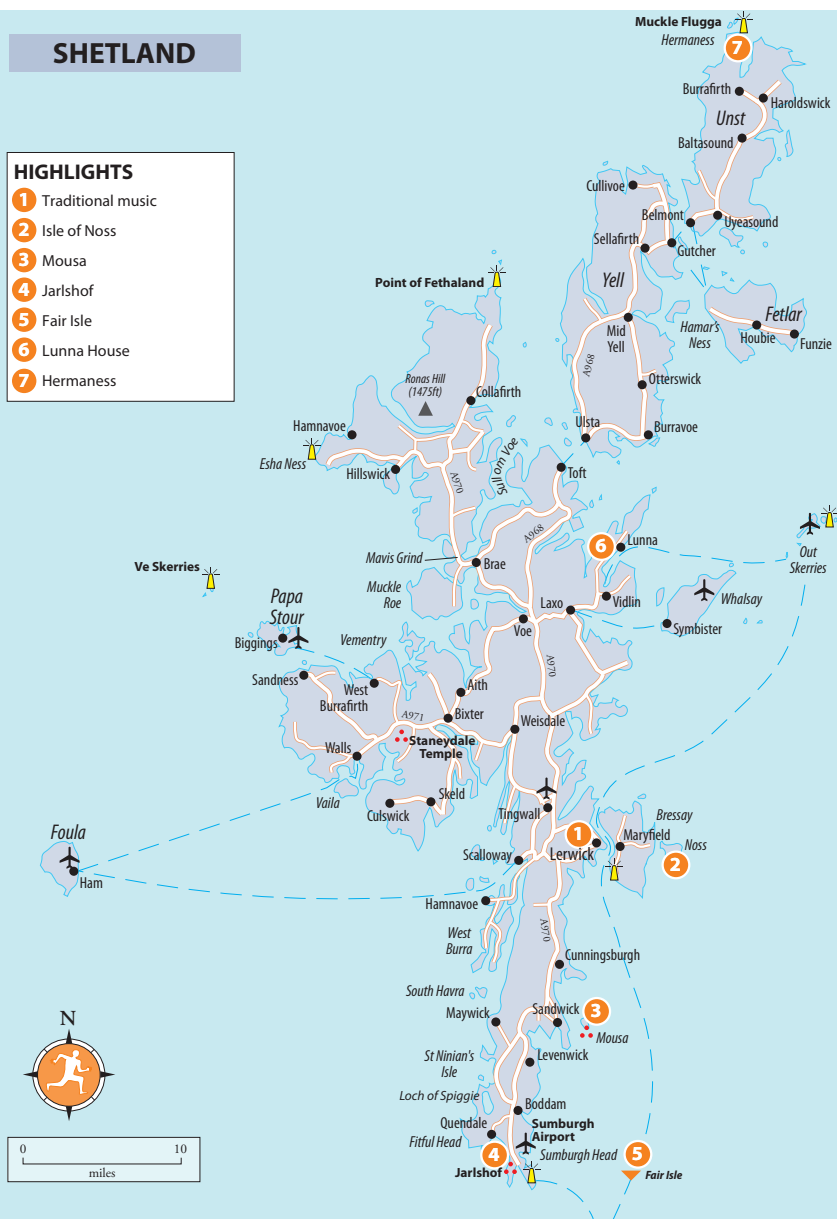 SHETLAND
HIGHLIGHTS
1 Traditional music
2 Isle of Noss
3 Mousa
4 Jarlshof
5 Fair Isle
6 Lunna House
7 Hermaness
Muckle Flugga
Hermaness
7
Burrafirth
Haroldswick
Unst
Baltasound
Cullivoe
Belmont
Uyeasound
Sellafirth
Gutcher
Yell
Fetlar
Hamar's
Ness
Houbie
Funzie
Mid
Yell
A968
Otterswick
Ulsta
Burravoe
Point of Fethaland
Ronas Hill
(1475ft)
Collafirth
Hamnavoe
Esha Ness
Hillswick
A970
Sullom Voe
Toft
A968
6
Lunna
Out
Skerries
Mavis Grind
Brae
Ve Skerries
Muckle
Roe
Laxo
Vidlin
Whalsay
Symbister
Voe
Papa
Stour
Biggings
Vementry
Sandness
West
Burrafirth
Aith
A970
A971
Bixter
Weisdale
Staneydale
Temple
Walls
Vaila
Skeld
Culswick
Tingwall
Foula
Ham
Scalloway
1
Lerwick
Bressay
Maryfield
Noss
2
Hamnavoe
West
Burra
A970
Cunningsburgh
South Havra
Maywick
Sandwick
3
Mousa
St Ninian's
Isle
Levenwick
Loch of Spiggie
Boddam
Quendale
Fitful Head
Sumburgh
Airport
Sumburgh Head
4
Jarlshof
5
Fair Isle
N
0
10
miles